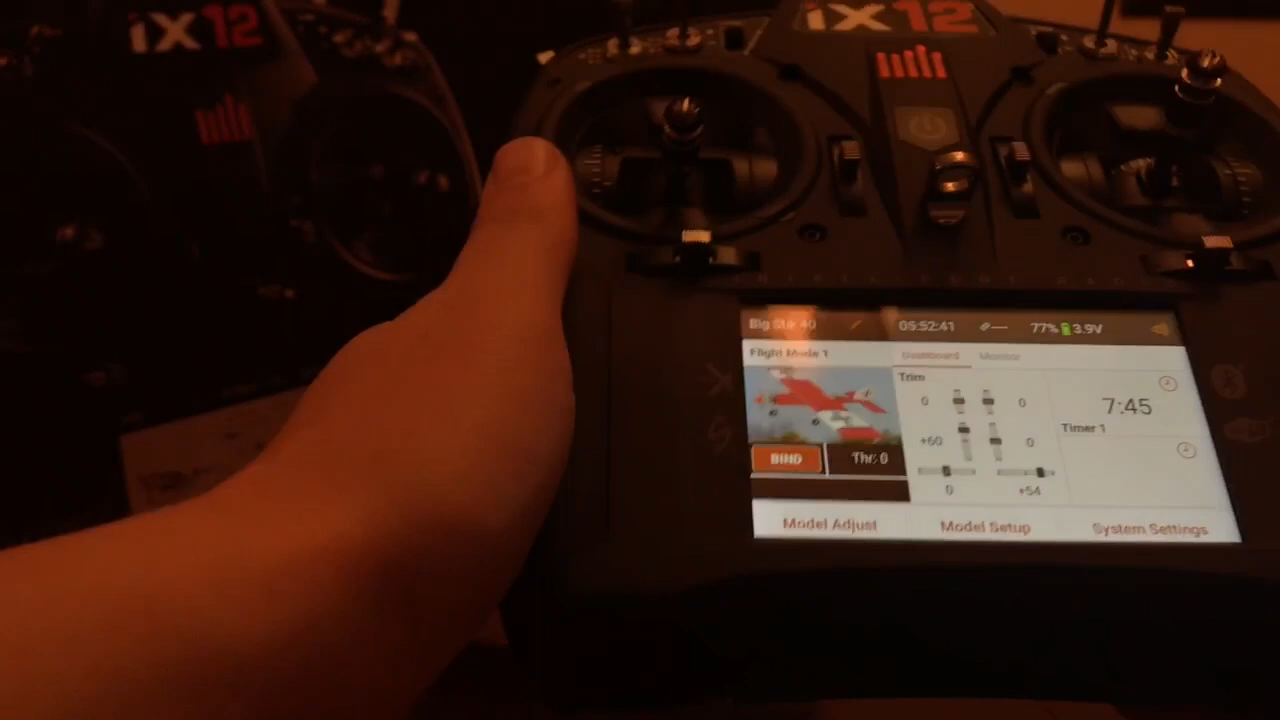 iX12
iX12
Big Stik 40
05:52:41
77%
3.9V
Flight Mode 1
Dashboard
Monitor
Trim
0
0
7:45
Timer 1
+60
0
BIND
Thr: 0
0
+54
Model Adjust
Model Setup
System Settings